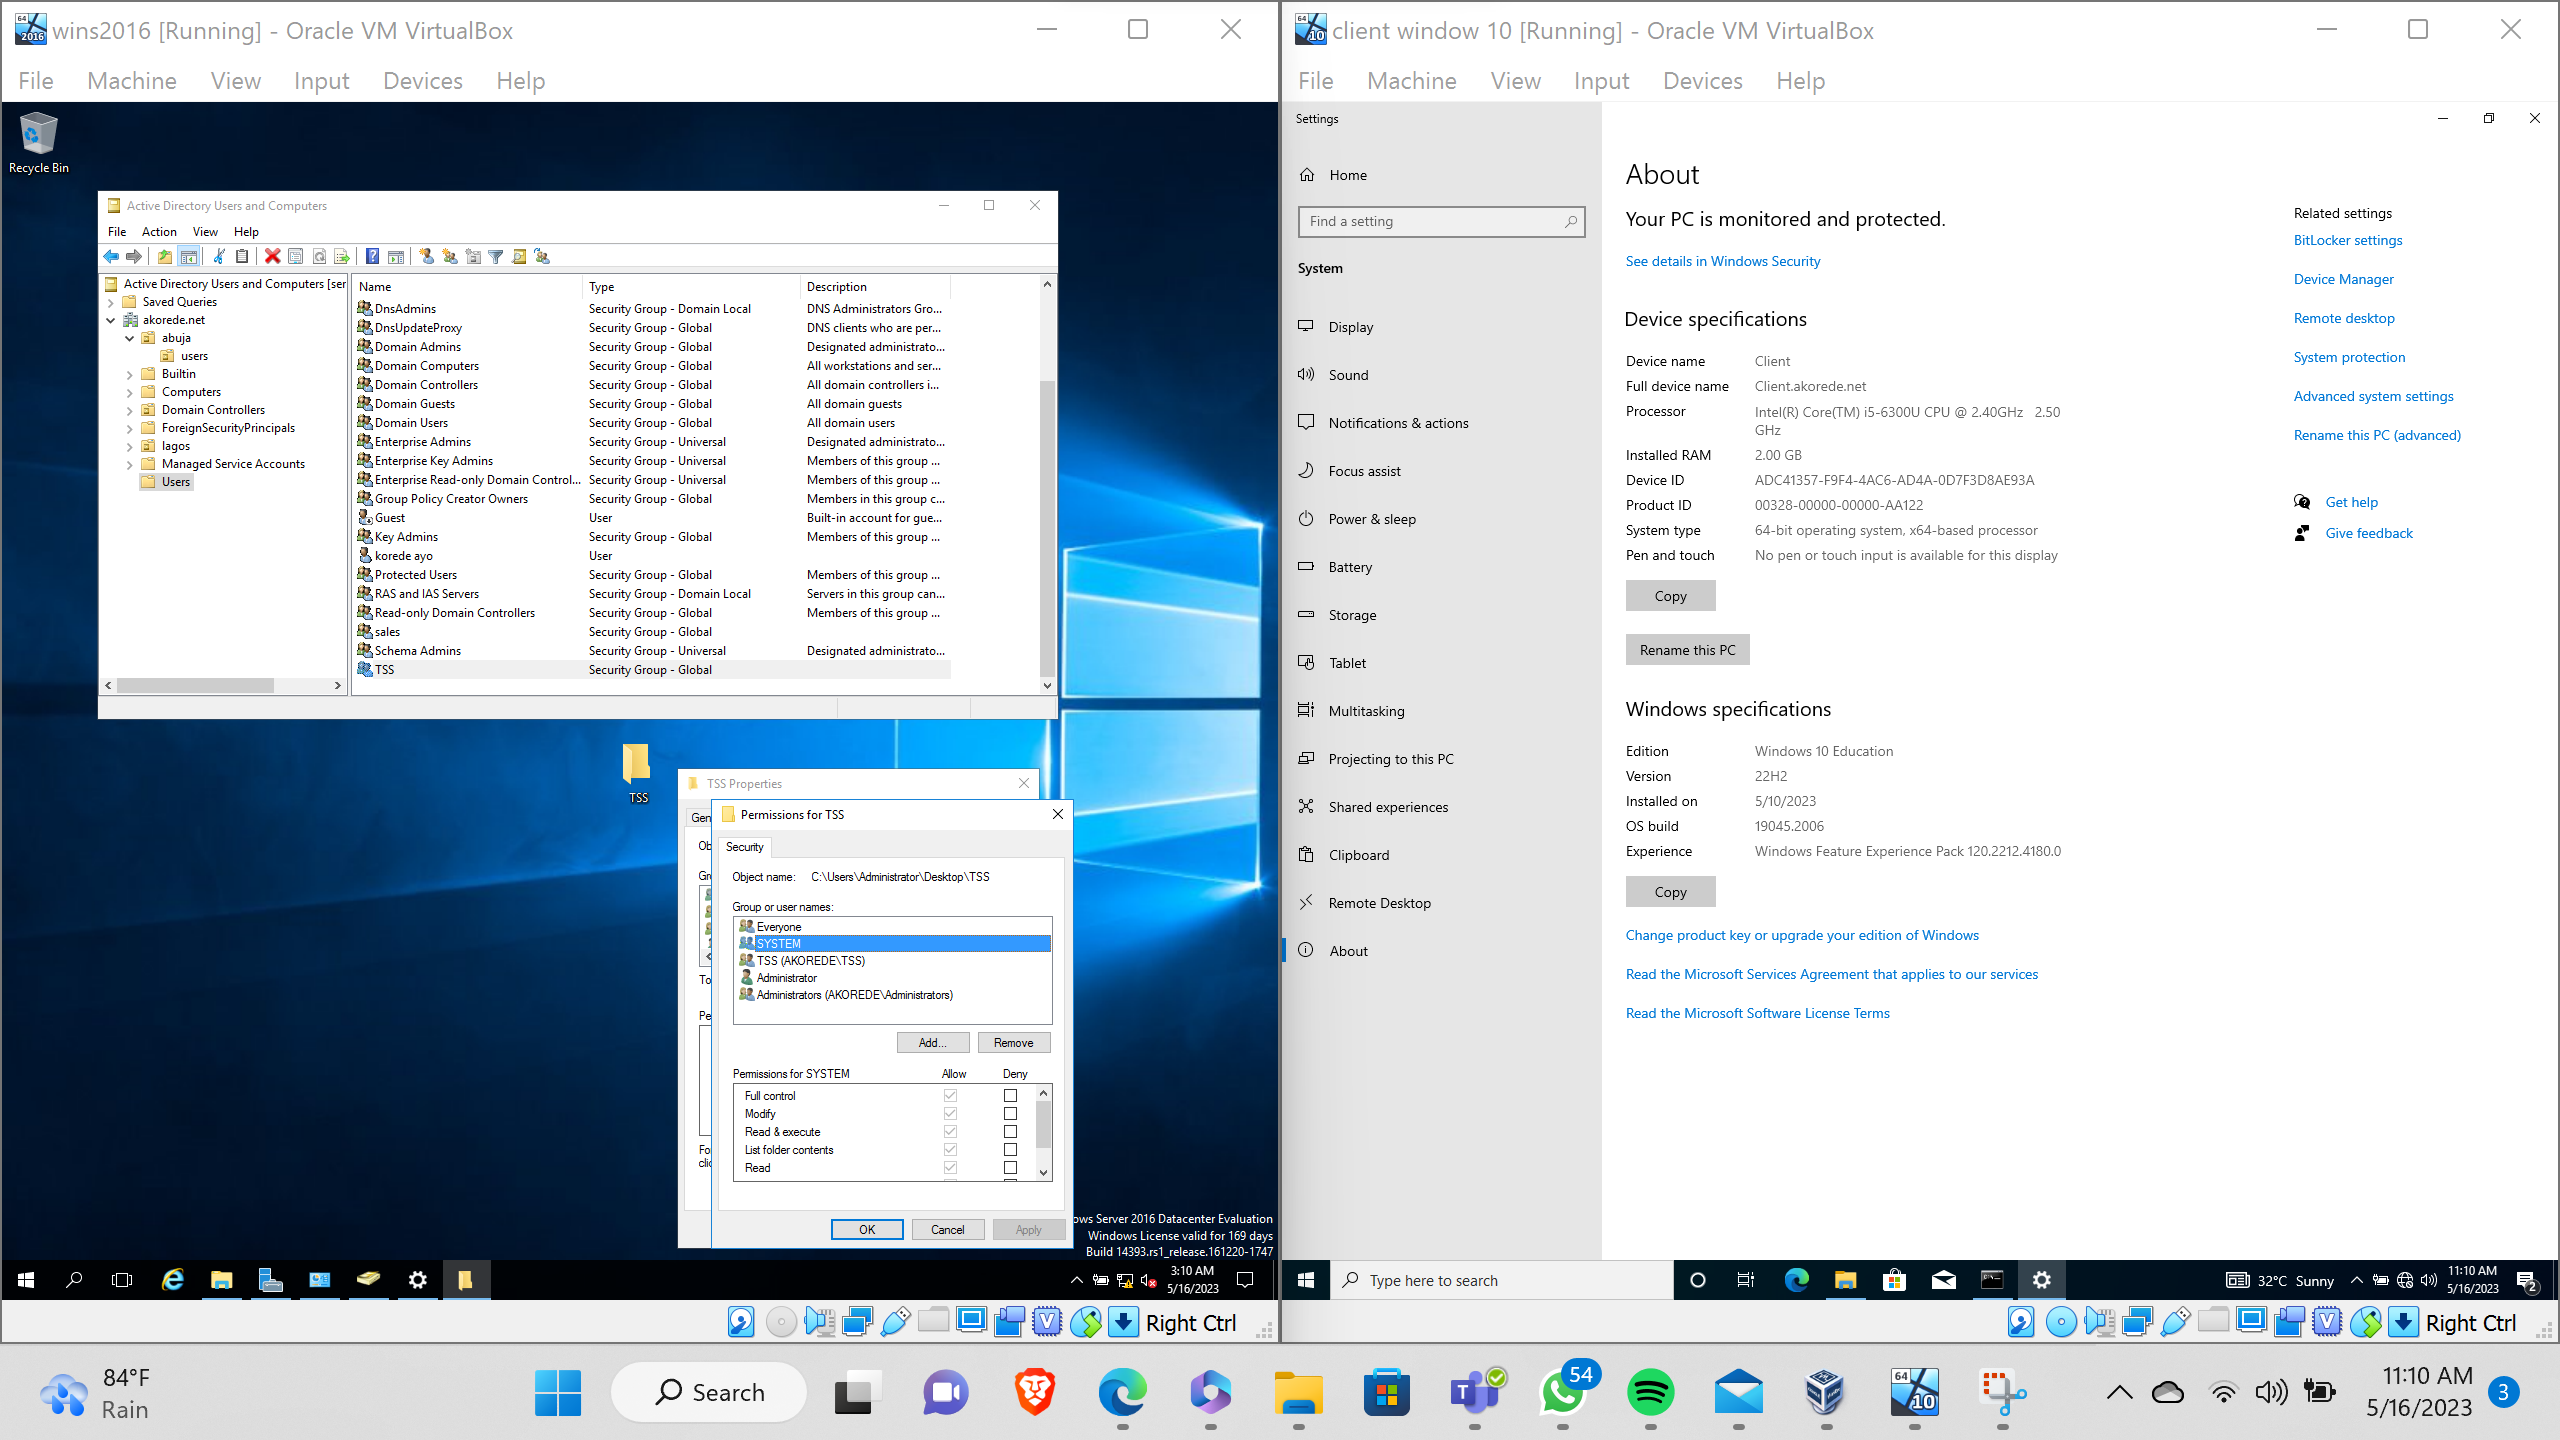 wins2016 [Running] - Oracle VM VirtualBox
File Machine View Input Devices Help
Recycle Bin
Active Directory Users and Computers
File Action View Help
Active Directory Users and Computers [ser
Saved Queries
akorede.net
abuja
users
Builtin
Computers
Domain Controllers
ForeignSecurityPrincipals
lagos
Managed Service Accounts
Users
Name Type Description
DnsAdmins Security Group - Domain Local DNS Administrators Gro...
DnsUpdateProxy Security Group - Global DNS clients who are per...
Domain Admins Security Group - Global Designated administrato...
Domain Computers Security Group - Global All workstations and ser...
Domain Controllers Security Group - Global All domain controllers i...
Domain Guests Security Group - Global All domain guests
Domain Users Security Group - Global All domain users
Enterprise Admins Security Group - Universal Designated administrato...
Enterprise Key Admins Security Group - Universal Members of this group ...
Enterprise Read-only Domain Control... Security Group - Universal Members of this group ...
Group Policy Creator Owners Security Group - Global Members in this group c...
Guest User Built-in account for gue...
Key Admins Security Group - Global Members of this group ...
korede ayo User
Protected Users Security Group - Global Members of this group ...
RAS and IAS Servers Security Group - Domain Local Servers in this group can...
Read-only Domain Controllers Security Group - Global Members of this group ...
sales Security Group - Global
Schema Admins Security Group - Universal Designated administrato...
TSS Security Group - Global
TSS
TSS Properties
Gen
Ob
Gr
To
Pe
Fo
clic
Permissions for TSS
Security
Object name: C:\Users\Administrator\Desktop\TSS
Group or user names:
Everyone
SYSTEM
TSS (AKOREDE\TSS)
Administrator
Administrators (AKOREDE\Administrators)
Add... Remove
Permissions for SYSTEM Allow Deny
Full control
Modify
Read & execute
List folder contents
Read
OK Cancel Apply
ows Server 2016 Datacenter Evaluation
Windows License valid for 169 days
Build 14393.rs1_release.161220-1747
3:10 AM
5/16/2023
Right Ctrl
client window 10 [Running] - Oracle VM VirtualBox
File Machine View Input Devices Help
Settings
Home
Find a setting
System
Display
Sound
Notifications & actions
Focus assist
Power & sleep
Battery
Storage
Tablet
Multitasking
Projecting to this PC
Shared experiences
Clipboard
Remote Desktop
About
About
Your PC is monitored and protected.
See details in Windows Security
Device specifications
Device name Client
Full device name Client.akorede.net
Processor Intel(R) Core(TM) i5-6300U CPU @ 2.40GHz 2.50
GHz
Installed RAM 2.00 GB
Device ID ADC41357-F9F4-4AC6-AD4A-0D7F3D8AE93A
Product ID 00328-00000-00000-AA122
System type 64-bit operating system, x64-based processor
Pen and touch No pen or touch input is available for this display
Copy
Rename this PC
Windows specifications
Edition Windows 10 Education
Version 22H2
Installed on 5/10/2023
OS build 19045.2006
Experience Windows Feature Experience Pack 120.2212.4180.0
Copy
Change product key or upgrade your edition of Windows
Read the Microsoft Services Agreement that applies to our services
Read the Microsoft Software License Terms
Related settings
BitLocker settings
Device Manager
Remote desktop
System protection
Advanced system settings
Rename this PC (advanced)
Get help
Give feedback
Type here to search
32°C Sunny
11:10 AM
5/16/2023
2
Right Ctrl
84°F
Rain
Search
54
64
10
11:10 AM
5/16/2023
3